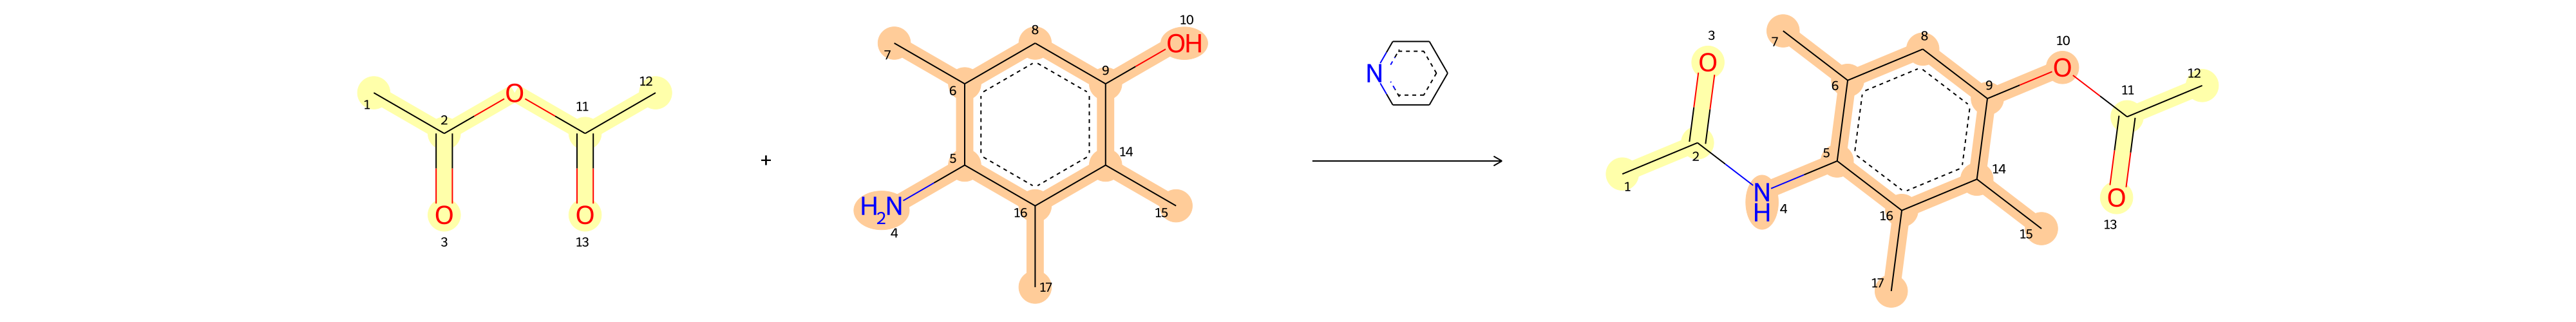 1 2 3 O O 11 12 13 O
+
7 6 8 9 10 OH 5 14 H2N 4 16 15 17
N
3 O 1 2 N H 4 5 6 7 8 9 10 O 11 12 O 13 14 15 16 17